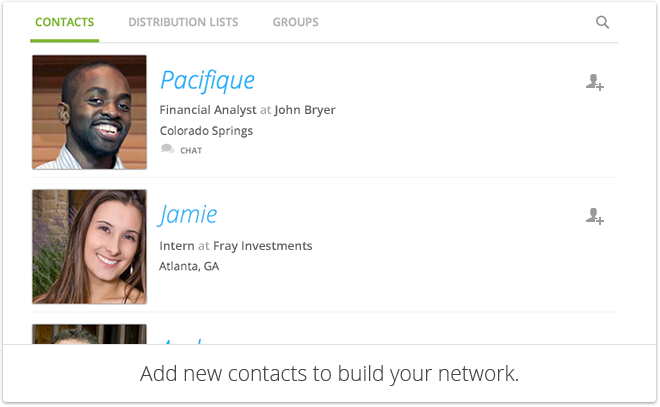 CONTACTS DISTRIBUTION LISTS GROUPS
Pacifique
Financial Analyst at John Bryer
Colorado Springs
CHAT
Jamie
Intern at Fray Investments
Atlanta, GA
Add new contacts to build your network.